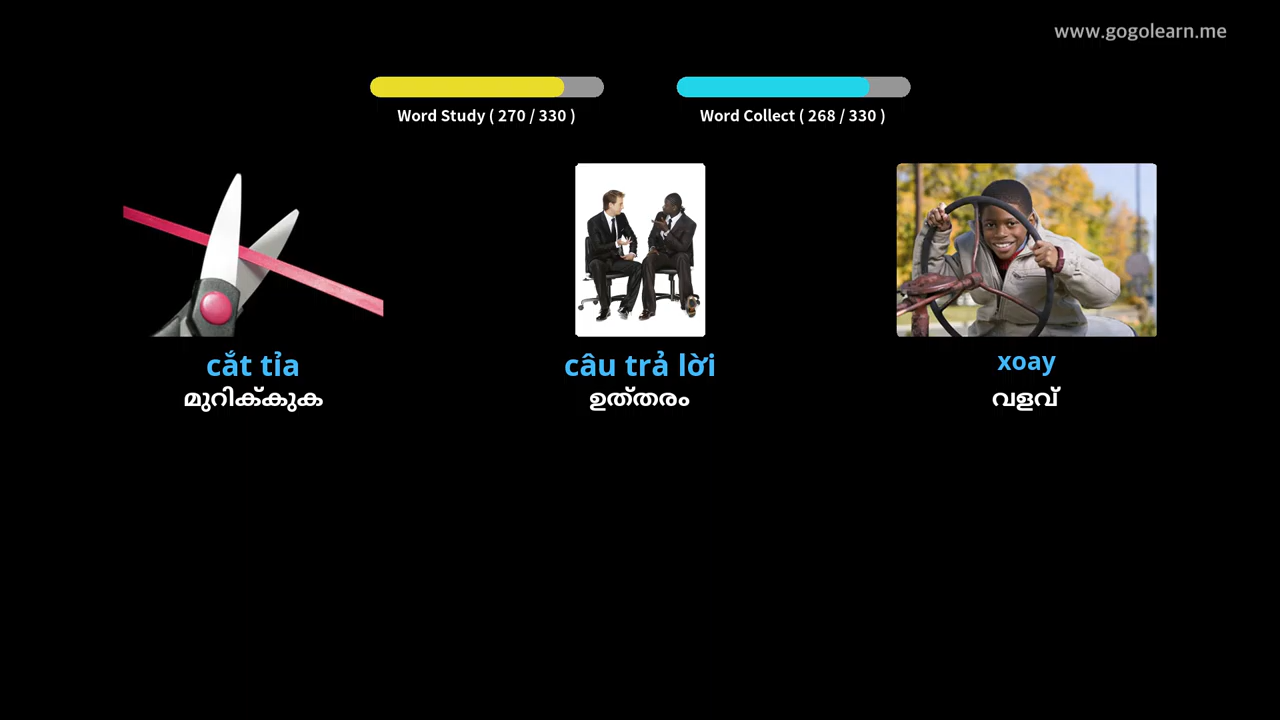 www.gogolearn.me
Word Study ( 270 / 330 )
Word Collect ( 268 / 330 )
cắt tỉa
câu trả lời
xoay
മുറിക്കുക
ഉത്തരം
വളവ്